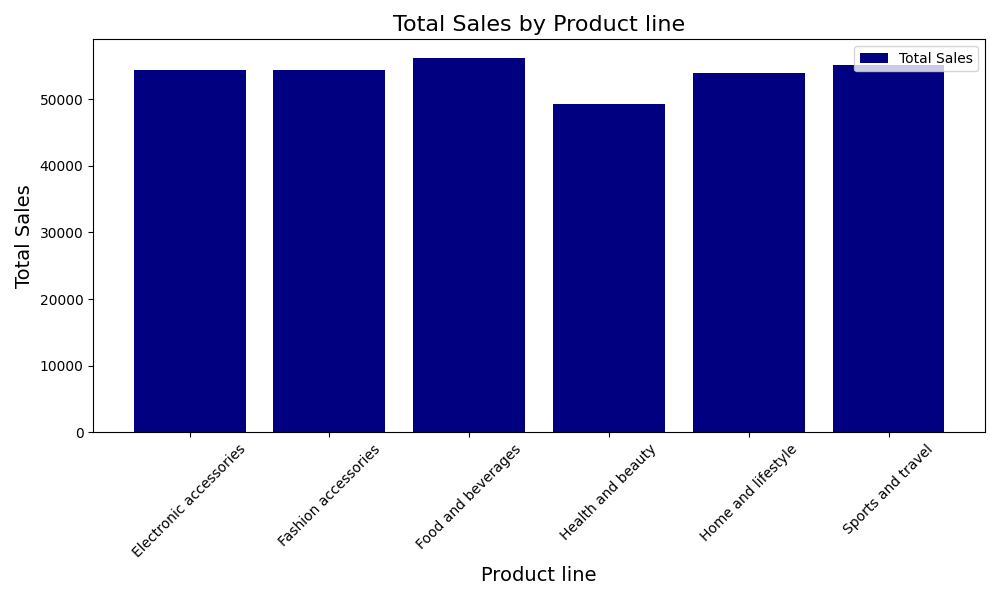 Total Sales by Product line
Total Sales
Total Sales
50000
40000
30000
20000
10000
0
Electronic accessories
Fashion accessories
Food and beverages
Health and beauty
Home and lifestyle
Sports and travel
Product line